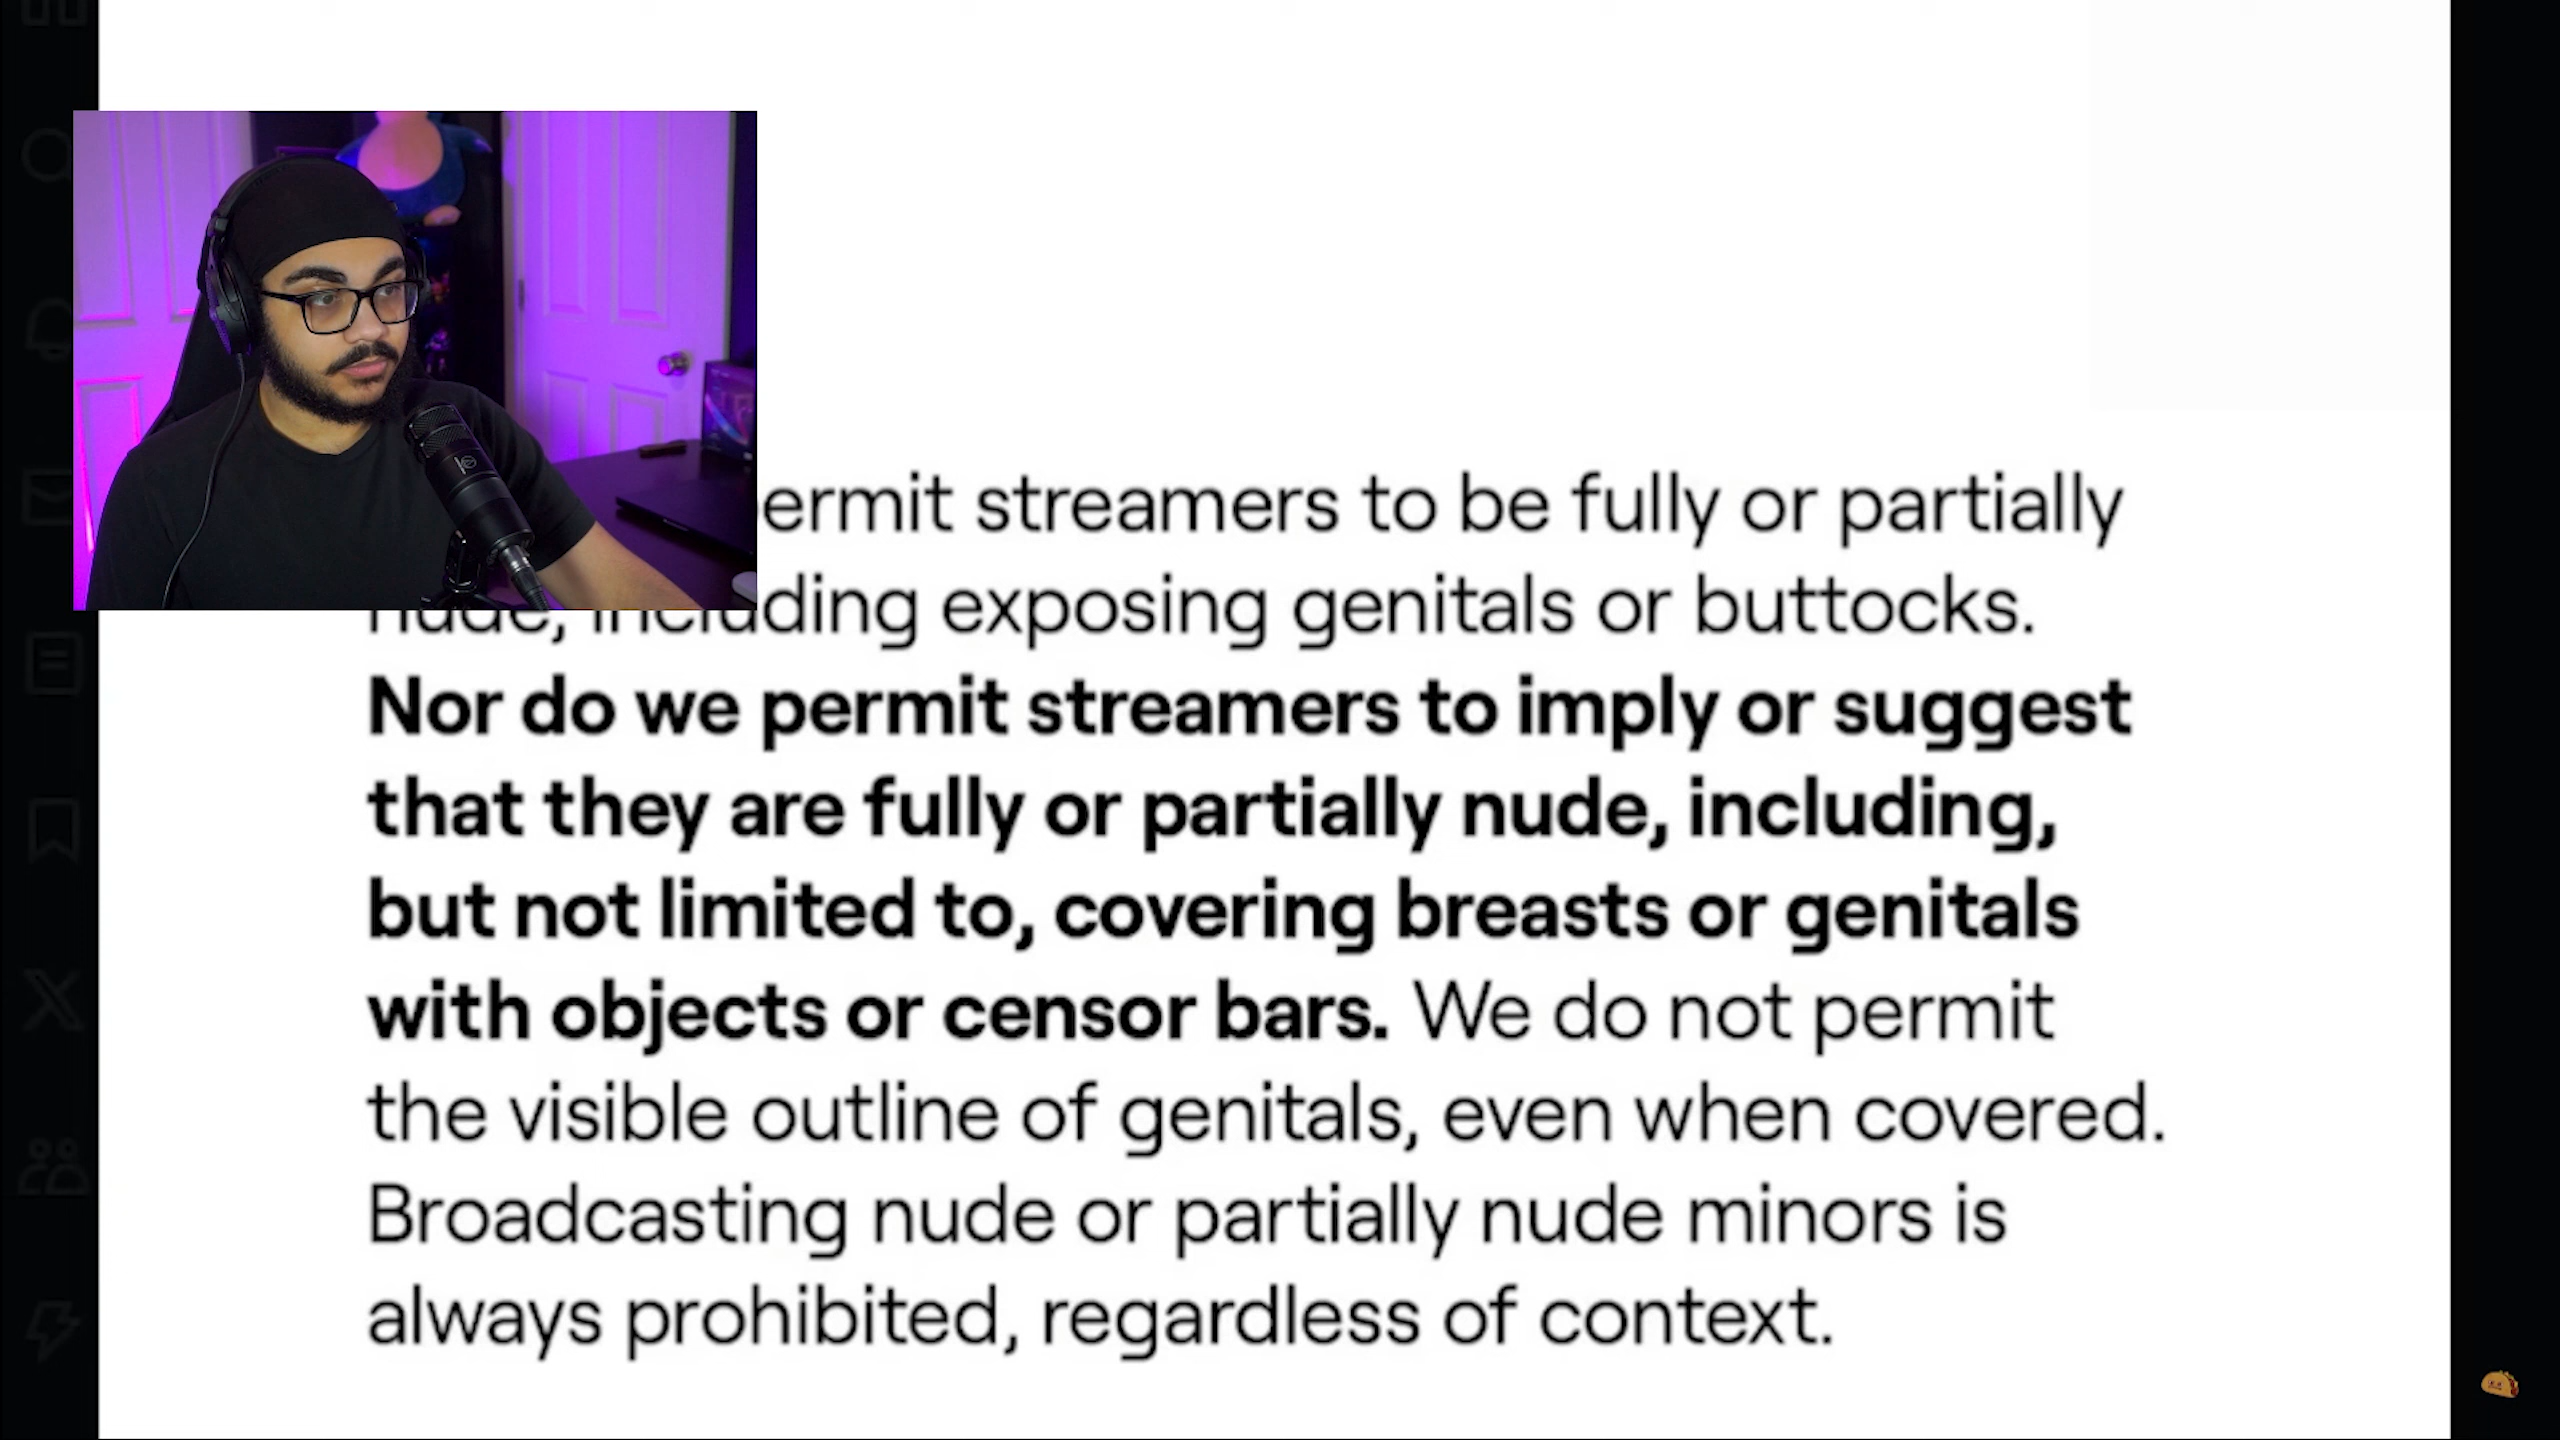 streamers to be fully or partially
nude, including exposing genitals or buttocks.
Nor do we permit streamers to imply or suggest
that they are fully or partially nude, including,
but not limited to, covering breasts or genitals
with objects or censor bars. We do not permit
the visible outline of genitals, even when covered.
Broadcasting nude or partially nude minors is
always prohibited, regardless of context.